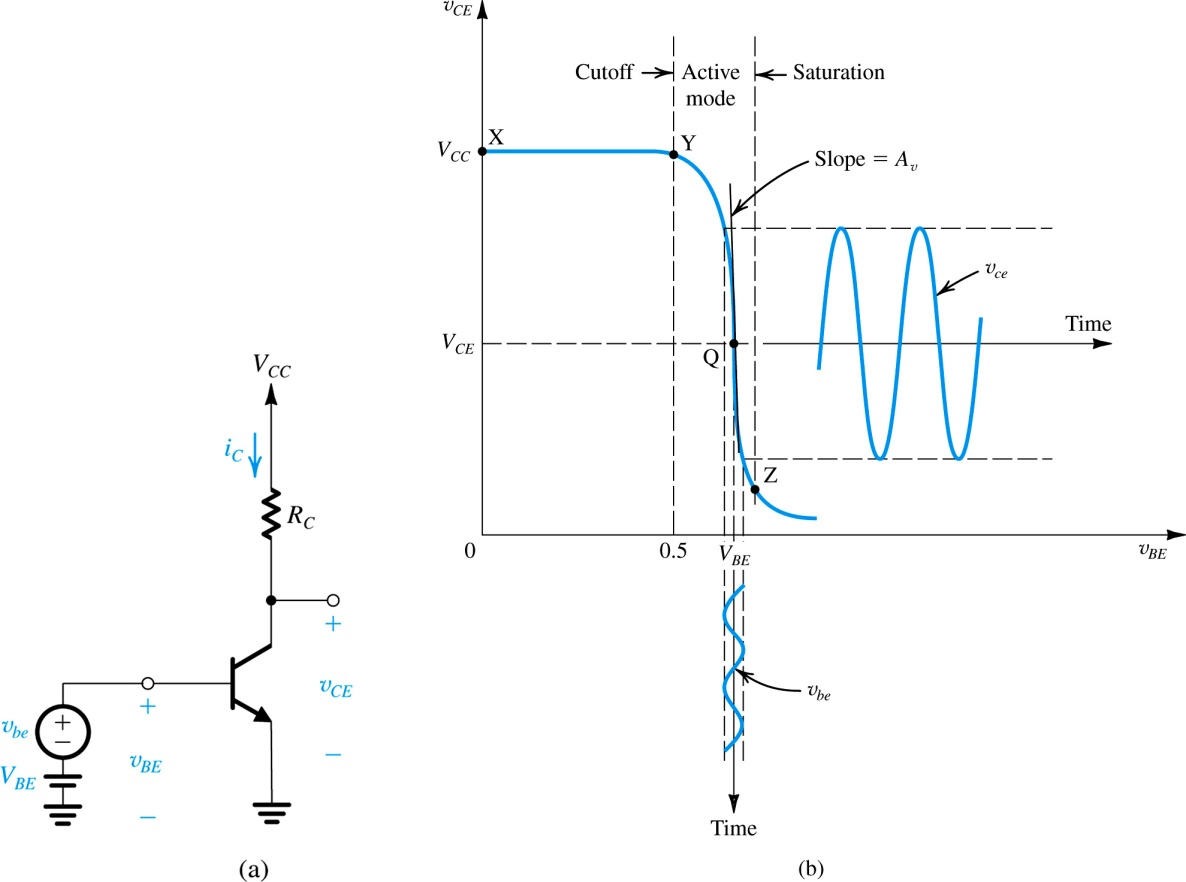 V_CC
i_C
R_C
+
v_CE
−
+
v_BE
−
v_be
+
−
V_BE
(a)
v_CE
Cutoff
Active
mode
Saturation
X
Y
V_CC
Slope = A_v
v_ce
Time
V_CE
Q
Z
0
0.5
V_BE
v_BE
v_be
Time
(b)